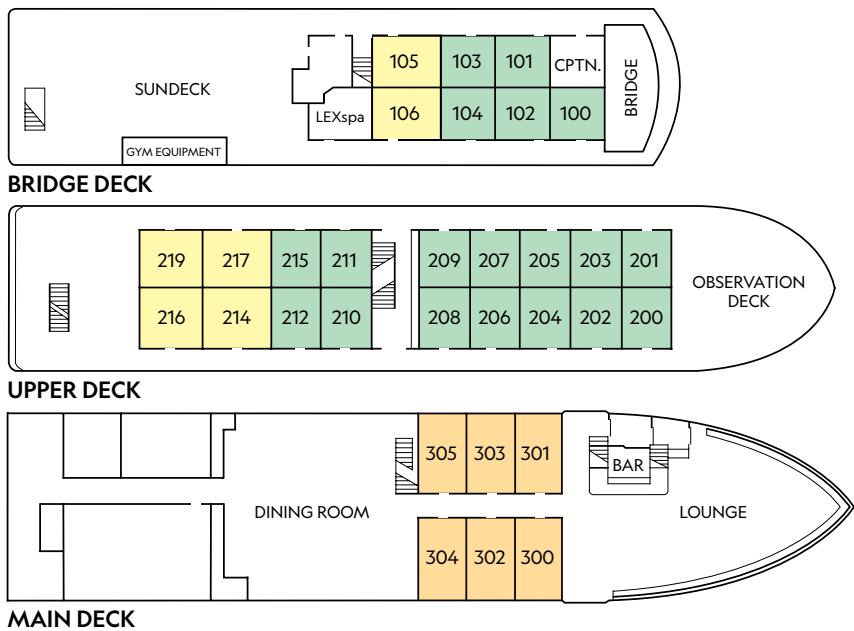 105 103 101 CPTN.
SUNDECK
BRIDGE
LEXspa 106 104 102 100
GYM EQUIPMENT
BRIDGE DECK
219 217 215 211 209 207 205 203 201
OBSERVATION
DECK
216 214 212 210 208 206 204 202 200
UPPER DECK
305 303 301
BAR
DINING ROOM
LOUNGE
304 302 300
MAIN DECK